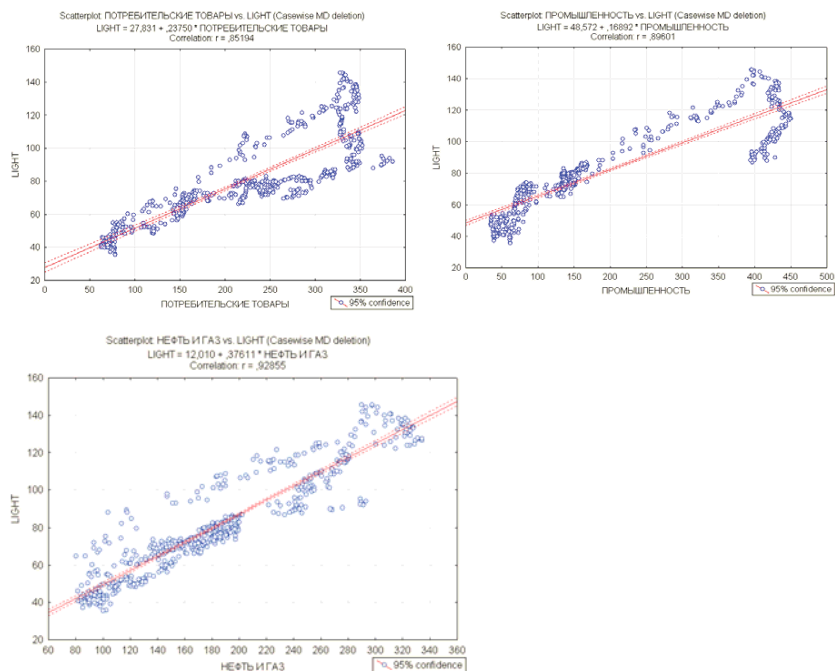 Scatterplot: ПОТРЕБИТЕЛЬСКИЕ ТОВАРЫ vs. LIGHT (Casewise MD deletion)
LIGHT = 27,831 + ,23750 * ПОТРЕБИТЕЛЬСКИЕ ТОВАРЫ
Correlation: r = ,85194
160
140
120
100
80
60
40
20
LIGHT
0 50 100 150 200 250 300 350 400
ПОТРЕБИТЕЛЬСКИЕ ТОВАРЫ
95% confidence
Scatterplot: ПРОМЫШЛЕННОСТЬ vs. LIGHT (Casewise MD deletion)
LIGHT = 48,572 + ,16892 * ПРОМЫШЛЕННОСТЬ
Correlation: r = ,89601
160
140
120
100
80
60
40
20
LIGHT
0 50 100 150 200 250 300 350 400 450 500
ПРОМЫШЛЕННОСТЬ
95% confidence
Scatterplot: НЕФТЬ И ГАЗ vs. LIGHT (Casewise MD deletion)
LIGHT = 12,010 + ,37611 * НЕФТЬ И ГАЗ
Correlation: r = ,92855
160
140
120
100
80
60
40
20
LIGHT
60 80 100 120 140 160 180 200 220 240 260 280 300 320 340 360
НЕФТЬ И ГАЗ
95% confidence